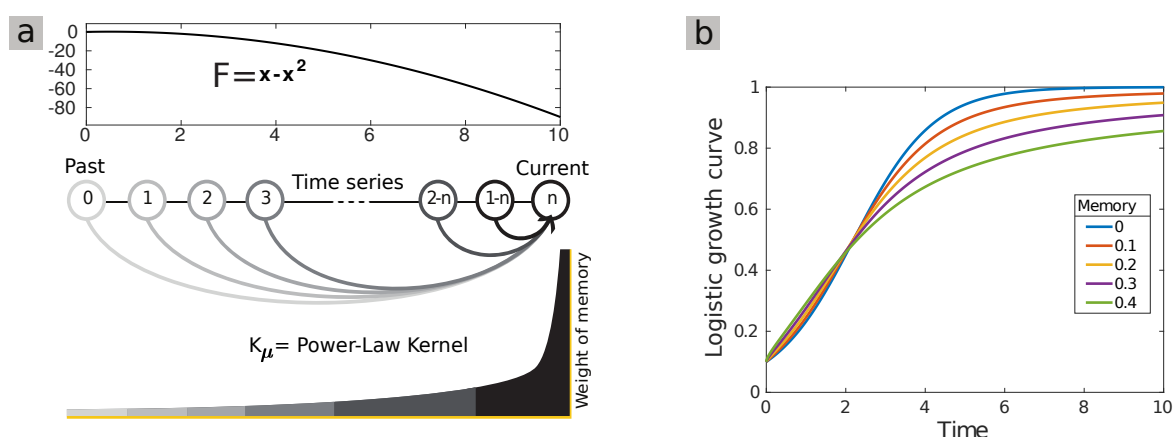 a
0
-20
-40
-60
-80
F=x-x²
0 2 4 6 8 10
Past
Time series
Current
0 1 2 3 2-n 1-n n
Kμ= Power-Law Kernel
Weight of memory
b
Logistic growth curve
1
0.8
0.6
0.4
0.2
0
Memory
0
0.1
0.2
0.3
0.4
0 2 4 6 8 10
Time